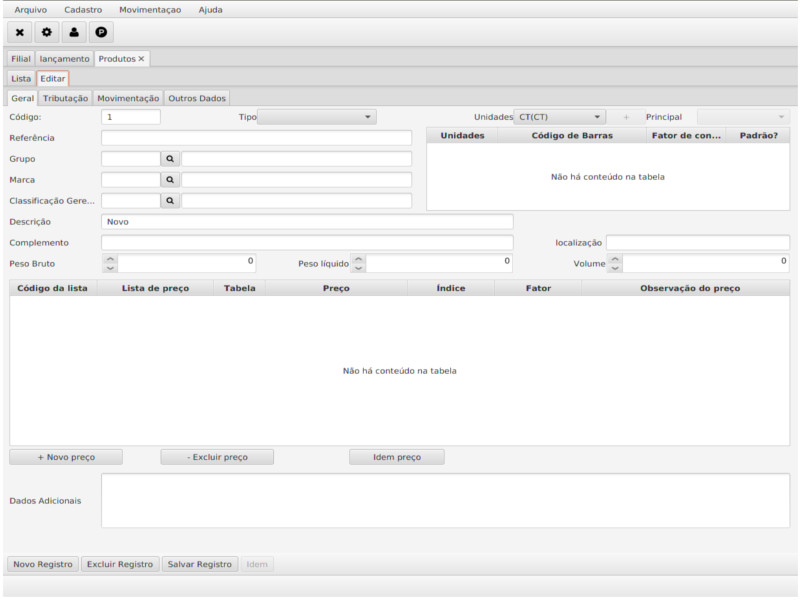 Arquivo Cadastro Movimentaçao Ajuda
Filial lançamento Produtos ×
Lista Editar
Geral Tributação Movimentação Outros Dados
Código: 1 Tipo Unidades CT(CT) + Principal
Referência
Unidades Código de Barras Fator de con... Padrão?
Grupo
Não há conteúdo na tabela
Marca
Classificação Gere...
Descrição Novo
Complemento localização
Peso Bruto 0 Peso líquido 0 Volume 0
Código da lista Lista de preço Tabela Preço Índice Fator Observação do preço
Não há conteúdo na tabela
+ Novo preço - Excluir preço Idem preço
Dados Adicionais
Novo Registro Excluir Registro Salvar Registro Idem